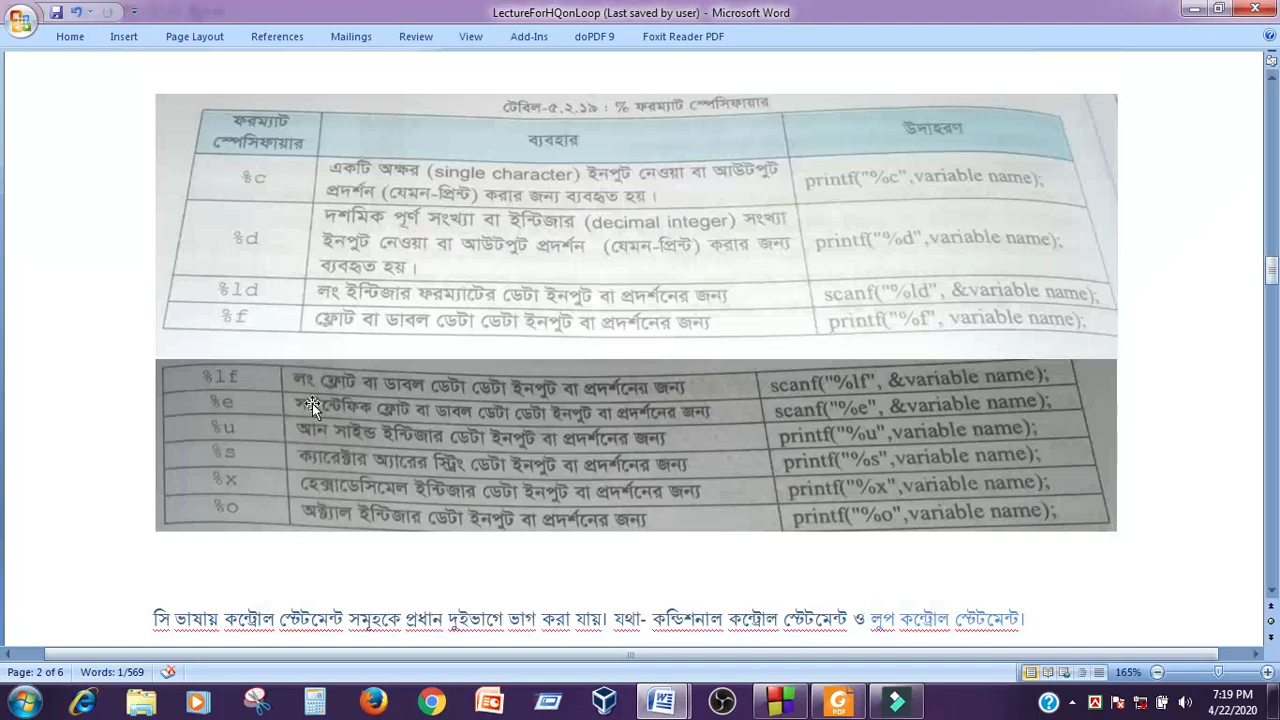 LectureForHQonLoop (Last saved by user) - Microsoft Word
Home Insert Page Layout References Mailings Review View Add-Ins doPDF 9 Foxit Reader PDF
টেবিল-৫.২.১৯ : % ফরম্যাট স্পেসিফায়ার
ফরম্যাট
স্পেসিফায়ার ব্যবহার উদাহরণ
%c একটি অক্ষর (single character) ইনপুট নেওয়া বা আউটপুট printf("%c",variable name);
প্রদর্শন (যেমন-প্রিন্ট) করার জন্য ব্যবহৃত হয়।
দশমিক পূর্ণ সংখ্যা বা ইন্টিজার (decimal integer) সংখ্যা
%d ইনপুট নেওয়া বা আউটপুট প্রদর্শন (যেমন-প্রিন্ট) করার জন্য printf("%d",variable name);
ব্যবহৃত হয়।
%ld লং ইন্টিজার ফরম্যাটের ডেটা ইনপুট বা প্রদর্শনের জন্য scanf("%ld", &variable name);
%f ফ্লোট বা ডাবল ডেটা ডেটা ইনপুট বা প্রদর্শনের জন্য printf("%f", variable name);
%lf লং ফ্লোট বা ডাবল ডেটা ডেটা ইনপুট বা প্রদর্শনের জন্য scanf("%lf", &variable name);
%e ফ্লোট বা ডাবল ডেটা ডেটা ইনপুট বা প্রদর্শনের জন্য scanf("%e", &variable name);
%u আন সাইন্ড ইন্টিজার ডেটা ইনপুট বা প্রদর্শনের জন্য printf("%u",variable name);
%s ক্যারেক্টার অ্যারের স্ট্রিং ডেটা ইনপুট বা প্রদর্শনের জন্য printf("%s",variable name);
%x হেক্সাডেসিমেল ইন্টিজার ডেটা ইনপুট বা প্রদর্শনের জন্য printf("%x",variable name);
%o অক্ট্যাল ইন্টিজার ডেটা ইনপুট বা প্রদর্শনের জন্য printf("%o",variable name);
সি ভাষায় কন্ট্রোল স্টেটমেন্ট সমূহকে প্রধান দুইভাগে ভাগ করা যায়। যথা- কন্ডিশনাল কন্ট্রোল স্টেটমেন্ট ও লুপ কন্ট্রোল স্টেটমেন্ট।
Page: 2 of 6 Words: 1/569 165%
7:19 PM
4/22/2020